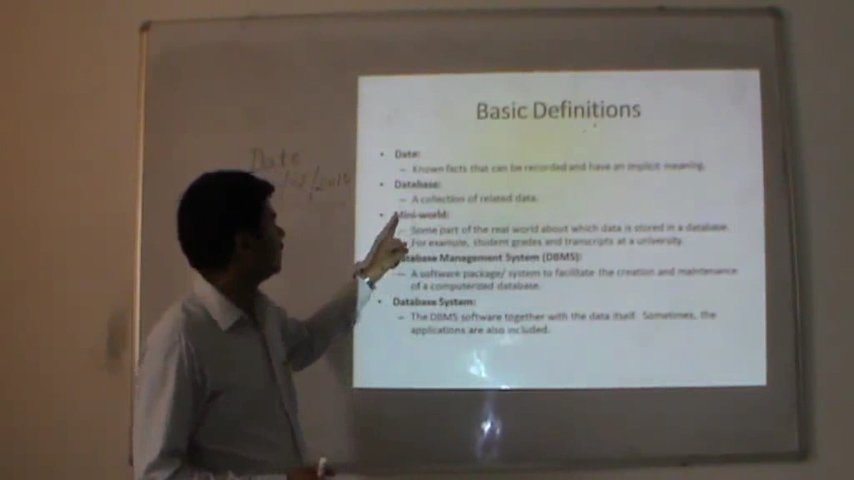 Basic Definitions
• Data:
– Known facts that can be recorded and have an implicit meaning.
• Database:
– A collection of related data.
• Mini-world:
– Some part of the real world about which data is stored in a database.
For example, student grades and transcripts at a university.
Database Management System (DBMS):
– A software package/ system to facilitate the creation and maintenance
of a computerized database.
• Database System:
– The DBMS software together with the data itself. Sometimes, the
applications are also included.
Date
/2015